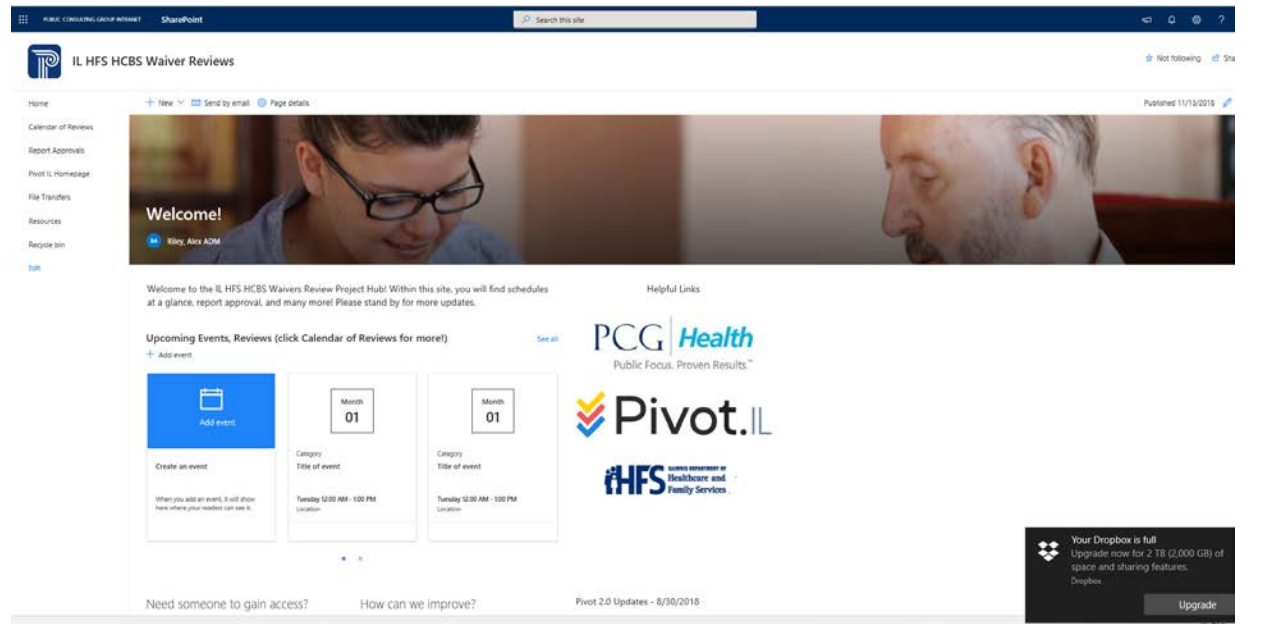 PUBLIC CONSULTING GROUP INTRANET
SharePoint
Search this site
IL HFS HCBS Waiver Reviews
Not following
Sha
Home
Calendar of Reviews
Report Approvals
Pivot IL Homepage
File Transfers
Resources
Recycle bin
Edit
New
Send by email
Page details
Published 11/13/2018
Welcome!
Riley, Alex ADM
Welcome to the IL HFS HCBS Waivers Review Project Hub! Within this site, you will find schedules
at a glance, report approval, and many more! Please stand by for more updates.
Upcoming Events, Reviews (click Calendar of Reviews for more!)
See all
Add event
Add event
Create an event
When you add an event, it will show
here where your readers can see it.
Month
01
Category
Title of event
Tuesday 12:00 AM - 1:00 PM
Location
Month
01
Category
Title of event
Tuesday 12:00 AM - 1:00 PM
Location
Helpful Links
PCG Health
Public Focus. Proven Results.™
Pivot.IL
HFS
ILLINOIS DEPARTMENT OF
Healthcare and
Family Services
Need someone to gain access?
How can we improve?
Pivot 2.0 Updates - 8/30/2018
Your Dropbox is full
Upgrade now for 2 TB (2,000 GB) of
space and sharing features.
Dropbox
Upgrade